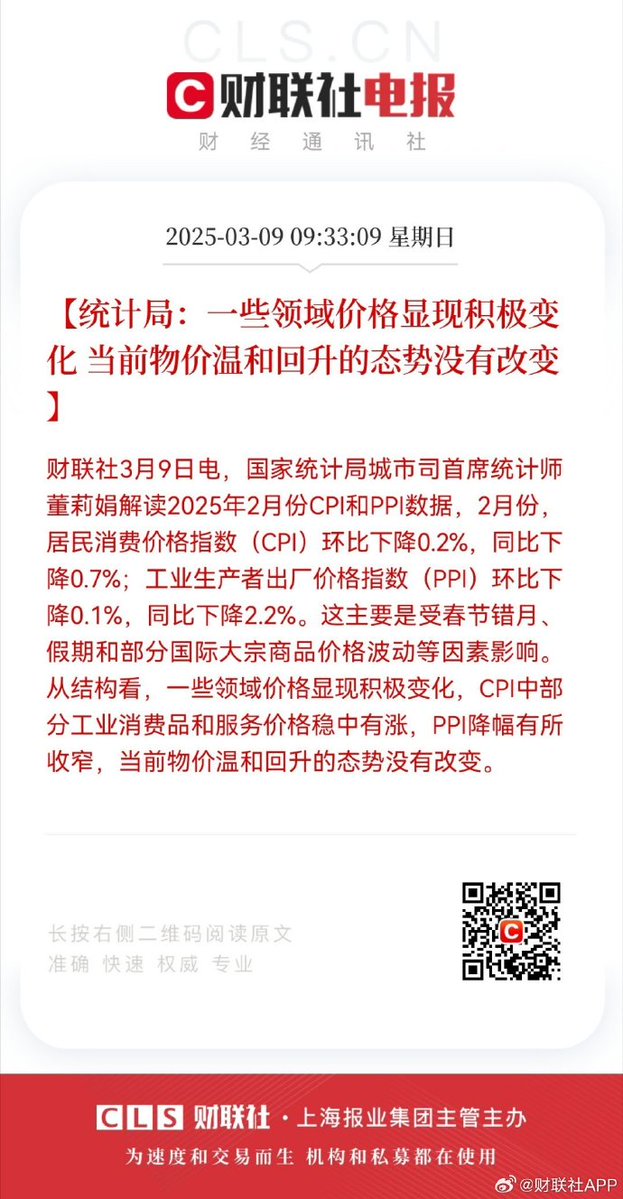 CLS.CN
C财联社电报
财经通讯社
2025-03-09 09:33:09 星期日
【统计局：一些领域价格显现积极变
化 当前物价温和回升的态势没有改变
】
财联社3月9日电，国家统计局城市司首席统计师
董莉娟解读2025年2月份CPI和PPI数据，2月份，
居民消费价格指数（CPI）环比下降0.2%，同比下
降0.7%；工业生产者出厂价格指数（PPI）环比下
降0.1%，同比下降2.2%。这主要是受春节错月、
假期和部分国际大宗商品价格波动等因素影响。
从结构看，一些领域价格显现积极变化，CPI中部
分工业消费品和服务价格稳中有涨，PPI降幅有所
收窄，当前物价温和回升的态势没有改变。
长按右侧二维码阅读原文
准确 快速 权威 专业
C
CLS 财联社·上海报业集团主管主办
为速度和交易而生 机构和私募都在使用
@财联社APP